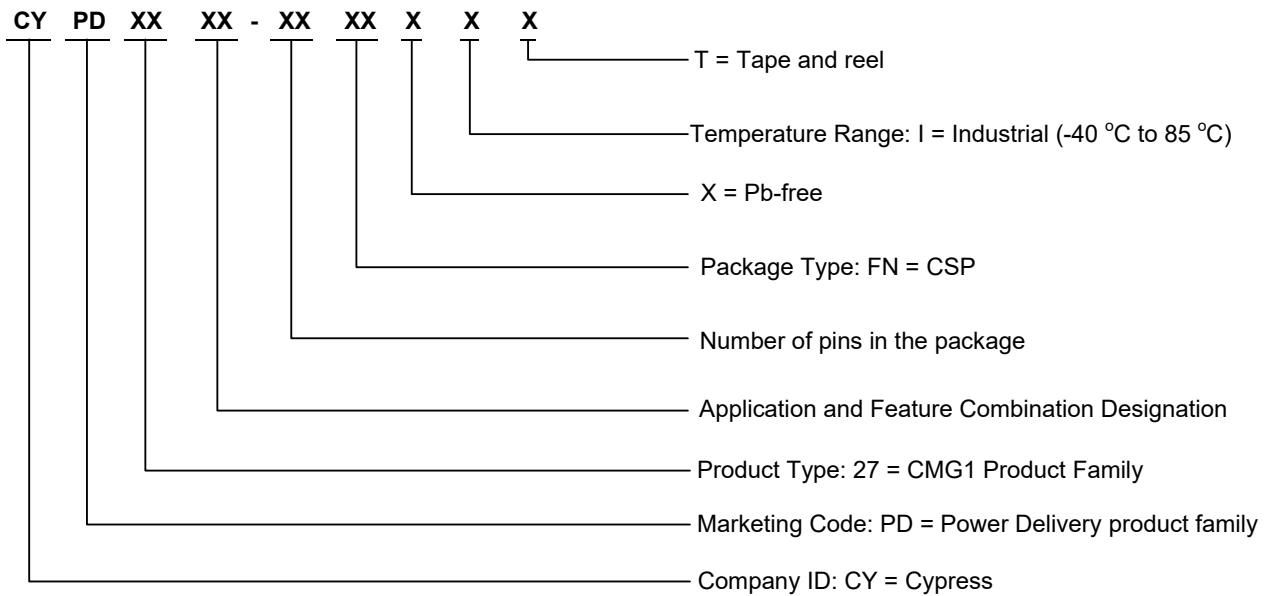 CY PD XX XX - XX XX X X X
T = Tape and reel
Temperature Range: I = Industrial (-40 ºC to 85 ºC)
X = Pb-free
Package Type: FN = CSP
Number of pins in the package
Application and Feature Combination Designation
Product Type: 27 = CMG1 Product Family
Marketing Code: PD = Power Delivery product family
Company ID: CY = Cypress